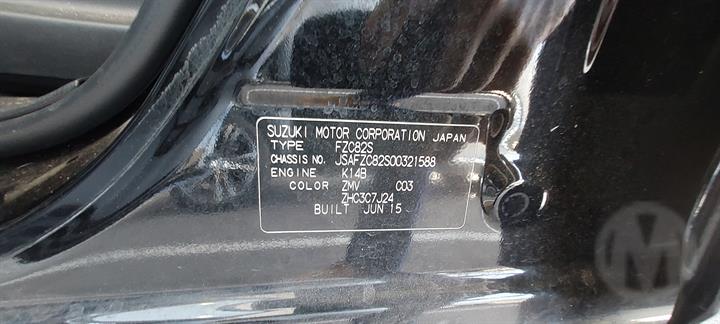 SUZUKI MOTOR CORPORATION JAPAN
TYPE FZC82S
CHASSIS NO. JSAFZC82S00321588
ENGINE K14B
COLOR ZMV C03
ZHC3C7J24
BUILT JUN 15
M